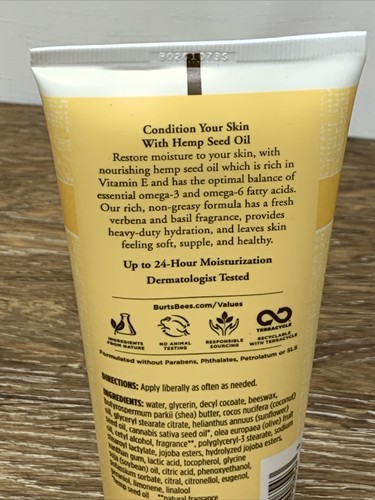 Condition Your Skin
With Hemp Seed Oil
Restore moisture to your skin, with
nourishing hemp seed oil which is rich in
Vitamin E and has the optimal balance of
essential omega-3 and omega-6 fatty acids.
Our rich, non-greasy formula has a fresh
verbena and basil fragrance, provides
heavy-duty hydration, and leaves skin
feeling soft, supple, and healthy.
Up to 24-Hour Moisturization
Dermatologist Tested
BurtsBees.com/Values
INGREDIENTS FROM NATURE
NO ANIMAL TESTING
RESPONSIBLE SOURCING
TERRACYCLE
RECYCLABLE WITH TERRACYCLE
Formulated without Parabens, Phthalates, Petrolatum or SLS
DIRECTIONS: Apply liberally as often as needed.
INGREDIENTS: water, glycerin, decyl cocoate, beeswax,
butyrospermum parkii (shea) butter, cocos nucifera (coconut)
oil, glyceryl stearate citrate, helianthus annuus (sunflower)
seed oil, cannabis sativa seed oil*, olea europaea (olive) fruit
oil, cetyl alcohol, fragrance**, polyglyceryl-3 stearate, sodium
stearoyl lactylate, jojoba esters, hydrolyzed jojoba esters,
xanthan gum, lactic acid, tocopherol, glycine
soja (soybean) oil, citric acid, phenoxyethanol,
potassium sorbate, citral, citronellol, eugenol,
geraniol, limonene, linalool
seed oil **natural fragrance